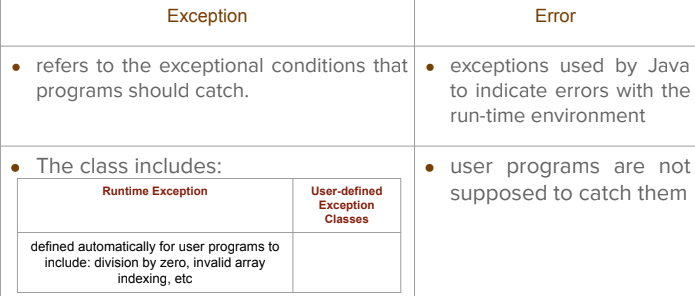 Exception
Error
• refers to the exceptional conditions that
programs should catch.
• exceptions used by Java
to indicate errors with the
run-time environment
• The class includes:
Runtime Exception
User-defined
Exception
Classes
defined automatically for user programs to
include: division by zero, invalid array
indexing, etc
• user programs are not
supposed to catch them